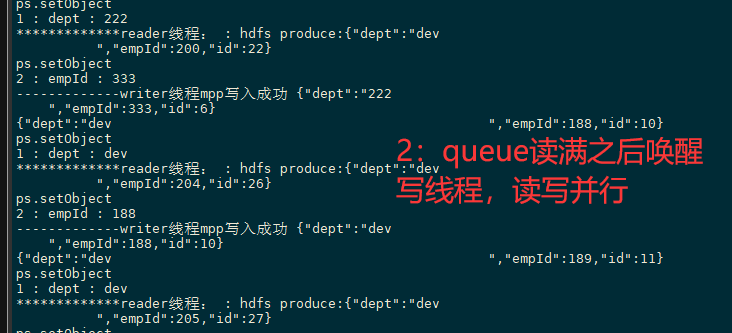 ps.setObject
1 : dept : 222
*************reader线程： : hdfs produce:{"dept":"dev
","empId":200,"id":22}
ps.setObject
2 : empId : 333
-------------writer线程mpp写入成功 {"dept":"222
","empId":333,"id":6}
{"dept":"dev ","empId":188,"id":10}
ps.setObject
1 : dept : dev
*************reader线程： : hdfs produce:{"dept":"dev
","empId":204,"id":26}
ps.setObject
2 : empId : 188
-------------writer线程mpp写入成功 {"dept":"dev
","empId":188,"id":10}
{"dept":"dev ","empId":189,"id":11}
ps.setObject
1 : dept : dev
*************reader线程： : hdfs produce:{"dept":"dev
","empId":205,"id":27}
ps.setObject
2：queue读满之后唤醒
写线程，读写并行